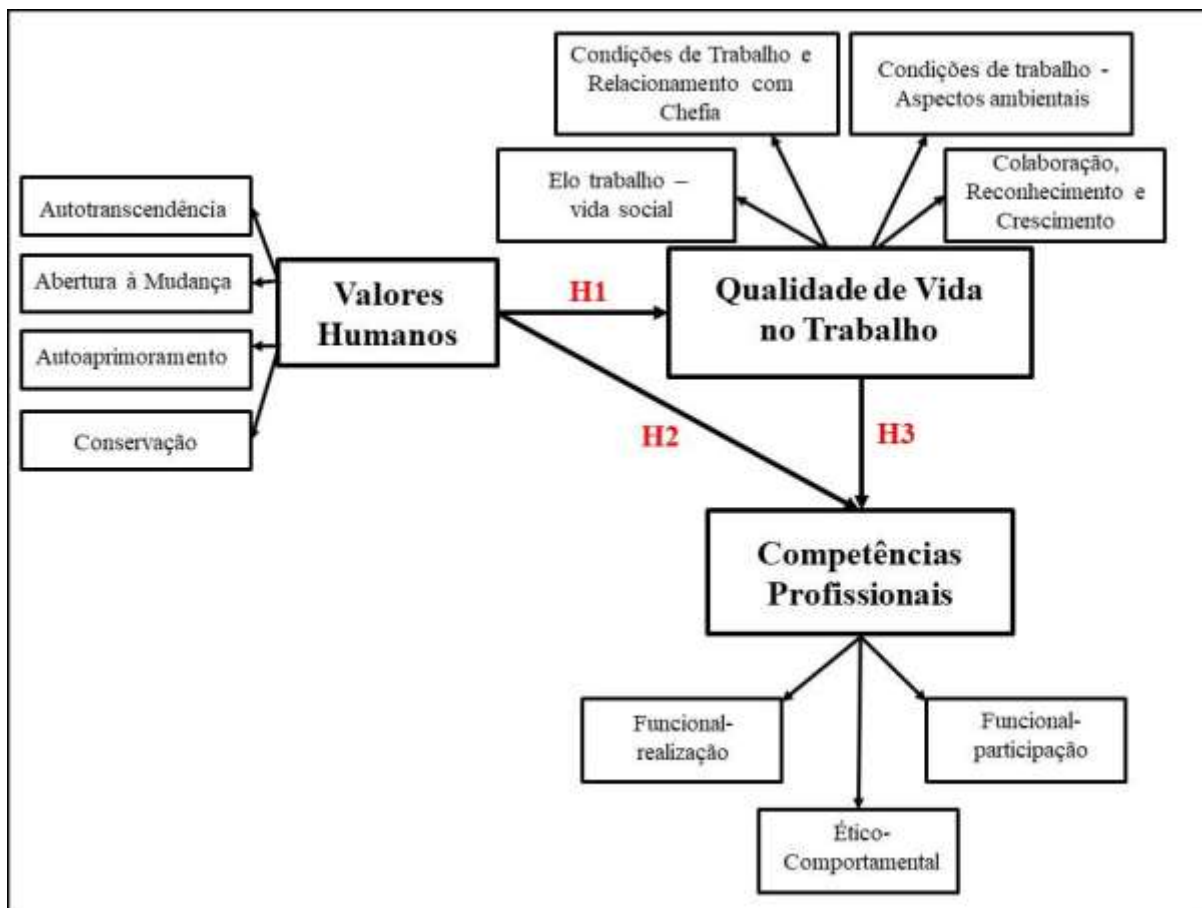 Condições de Trabalho e
Relacionamento com
Chefia
Condições de trabalho -
Aspectos ambientais
Elo trabalho –
vida social
Colaboração,
Reconhecimento e
Crescimento
Autotranscendência
Abertura à Mudança
Autoaprimoramento
Conservação
Valores
Humanos
H1
Qualidade de Vida
no Trabalho
H2
H3
Competências
Profissionais
Funcional-
realização
Funcional-
participação
Ético-
Comportamental